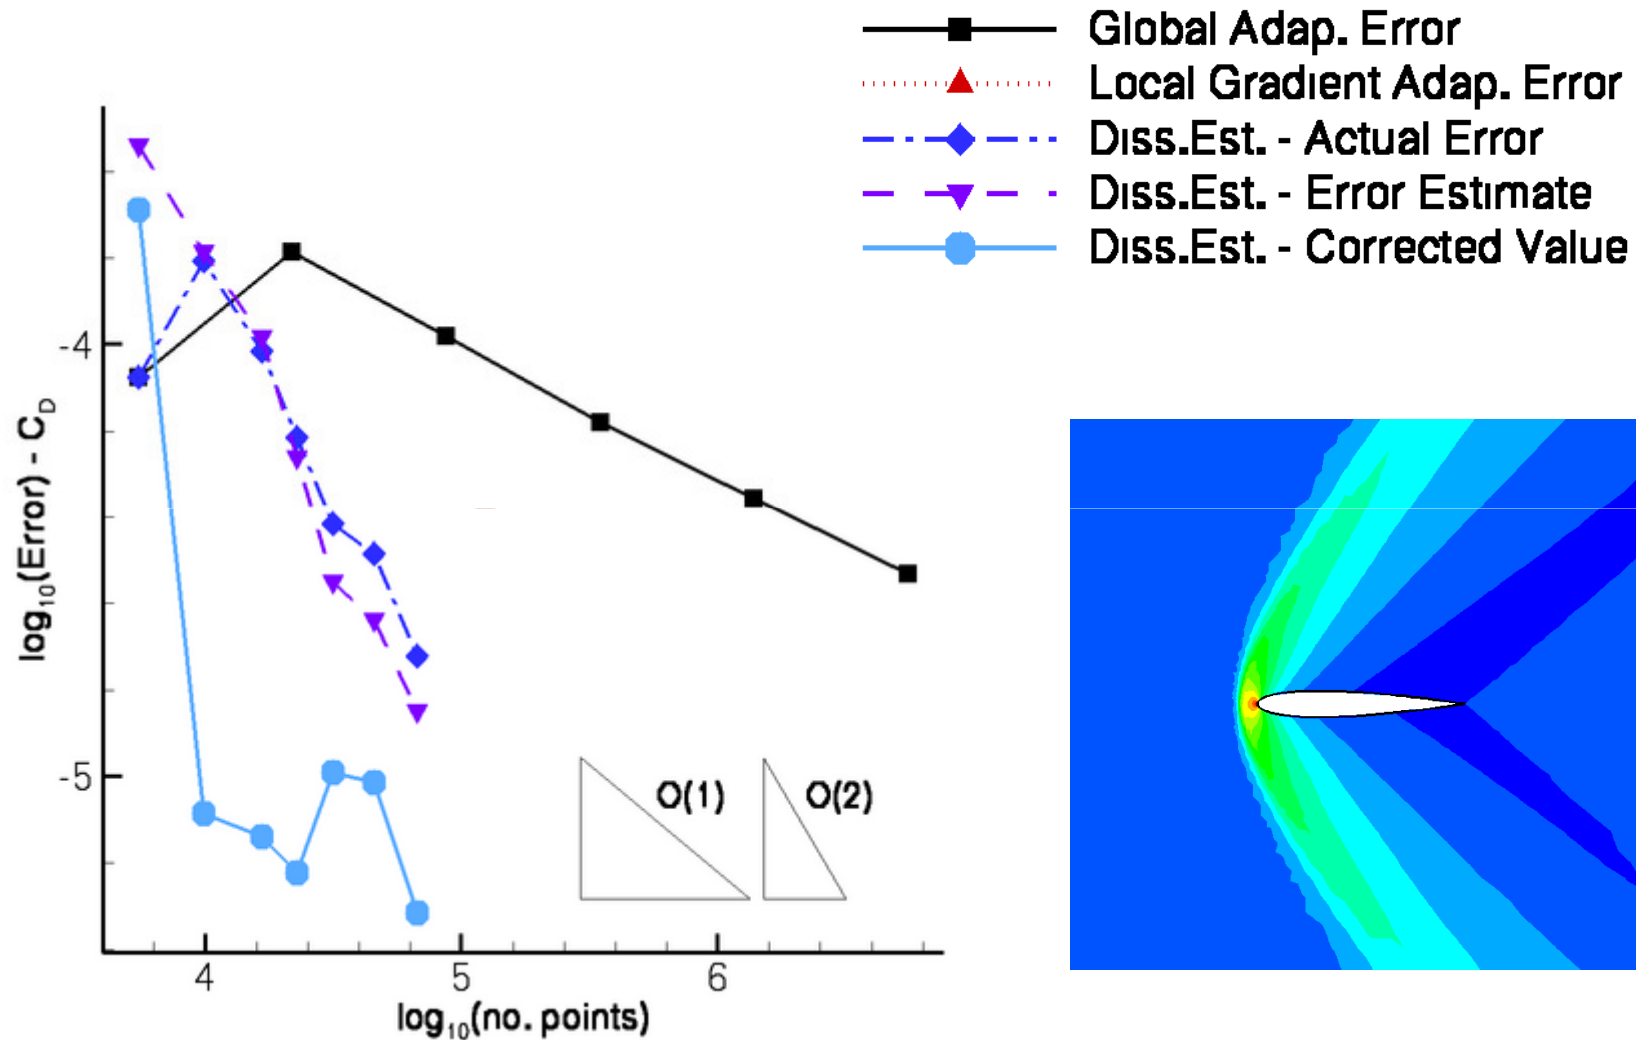 Global Adap. Error
Local Gradient Adap. Error
Diss.Est. - Actual Error
Diss.Est. - Error Estimate
Diss.Est. - Corrected Value
-4
-5
log10(Error) - CD
O(1)
O(2)
4
5
6
log10(no. points)